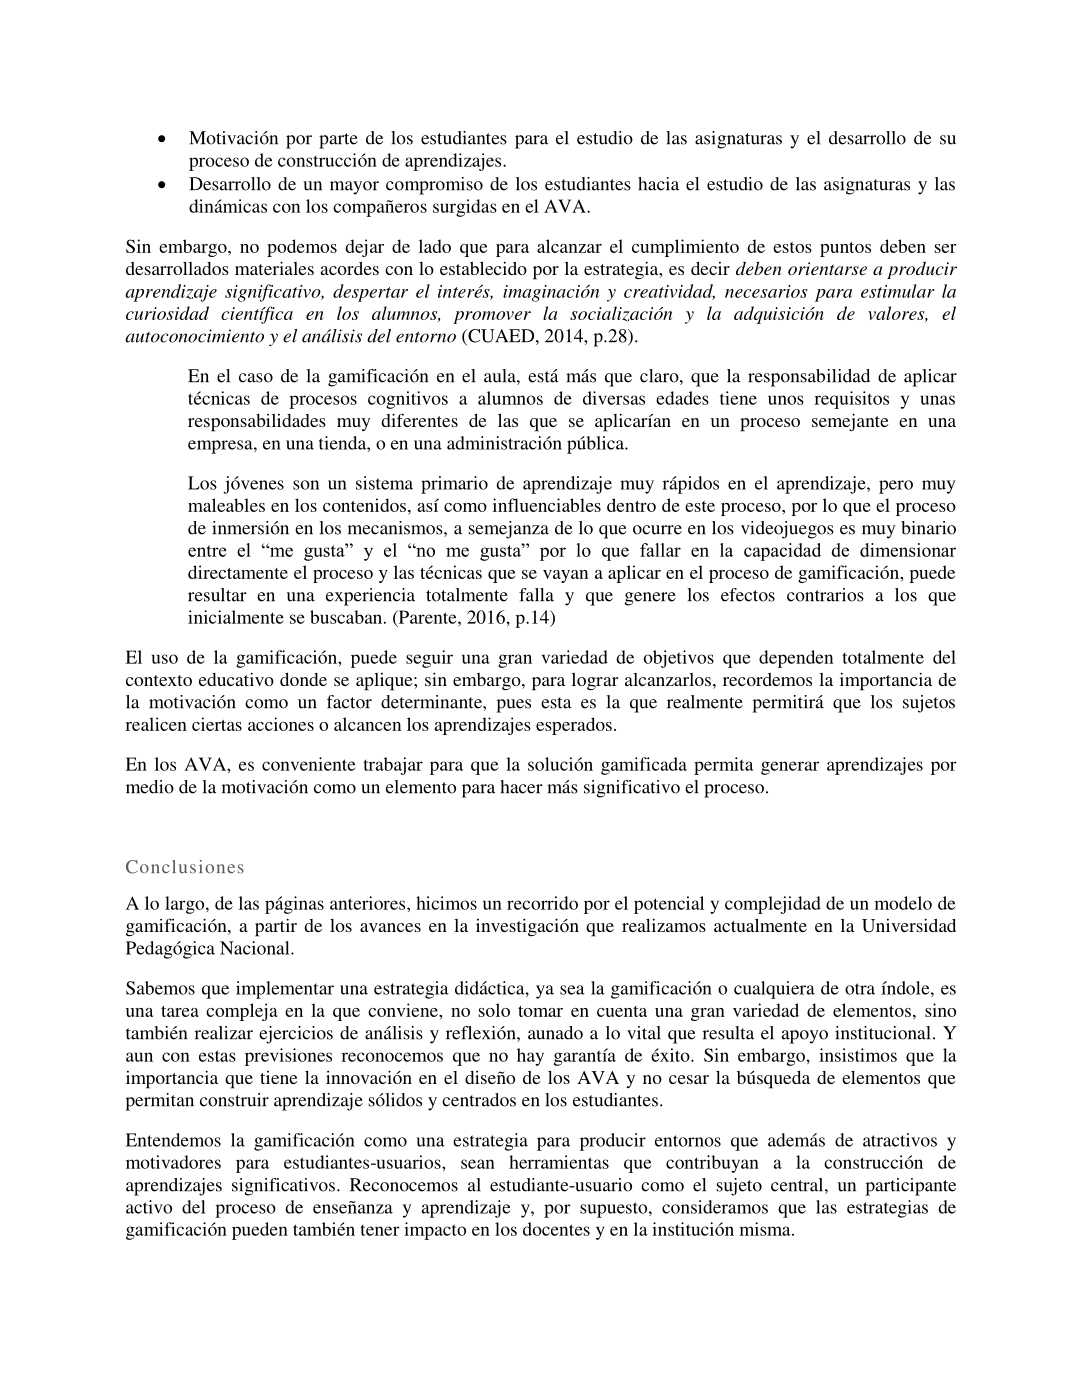 • Motivación por parte de los estudiantes para el estudio de las asignaturas y el desarrollo de su
proceso de construcción de aprendizajes.
• Desarrollo de un mayor compromiso de los estudiantes hacia el estudio de las asignaturas y las
dinámicas con los compañeros surgidas en el AVA.
Sin embargo, no podemos dejar de lado que para alcanzar el cumplimiento de estos puntos deben ser
desarrollados materiales acordes con lo establecido por la estrategia, es decir deben orientarse a producir
aprendizaje significativo, despertar el interés, imaginación y creatividad, necesarios para estimular la
curiosidad científica en los alumnos, promover la socialización y la adquisición de valores, el
autoconocimiento y el análisis del entorno (CUAED, 2014, p.28).
En el caso de la gamificación en el aula, está más que claro, que la responsabilidad de aplicar
técnicas de procesos cognitivos a alumnos de diversas edades tiene unos requisitos y unas
responsabilidades muy diferentes de las que se aplicarían en un proceso semejante en una
empresa, en una tienda, o en una administración pública.
Los jóvenes son un sistema primario de aprendizaje muy rápidos en el aprendizaje, pero muy
maleables en los contenidos, así como influenciables dentro de este proceso, por lo que el proceso
de inmersión en los mecanismos, a semejanza de lo que ocurre en los videojuegos es muy binario
entre el “me gusta” y el “no me gusta” por lo que fallar en la capacidad de dimensionar
directamente el proceso y las técnicas que se vayan a aplicar en el proceso de gamificación, puede
resultar en una experiencia totalmente falla y que genere los efectos contrarios a los que
inicialmente se buscaban. (Parente, 2016, p.14)
El uso de la gamificación, puede seguir una gran variedad de objetivos que dependen totalmente del
contexto educativo donde se aplique; sin embargo, para lograr alcanzarlos, recordemos la importancia de
la motivación como un factor determinante, pues esta es la que realmente permitirá que los sujetos
realicen ciertas acciones o alcancen los aprendizajes esperados.
En los AVA, es conveniente trabajar para que la solución gamificada permita generar aprendizajes por
medio de la motivación como un elemento para hacer más significativo el proceso.
Conclusiones
A lo largo, de las páginas anteriores, hicimos un recorrido por el potencial y complejidad de un modelo de
gamificación, a partir de los avances en la investigación que realizamos actualmente en la Universidad
Pedagógica Nacional.
Sabemos que implementar una estrategia didáctica, ya sea la gamificación o cualquiera de otra índole, es
una tarea compleja en la que conviene, no solo tomar en cuenta una gran variedad de elementos, sino
también realizar ejercicios de análisis y reflexión, aunado a lo vital que resulta el apoyo institucional. Y
aun con estas previsiones reconocemos que no hay garantía de éxito. Sin embargo, insistimos que la
importancia que tiene la innovación en el diseño de los AVA y no cesar la búsqueda de elementos que
permitan construir aprendizaje sólidos y centrados en los estudiantes.
Entendemos la gamificación como una estrategia para producir entornos que además de atractivos y
motivadores para estudiantes-usuarios, sean herramientas que contribuyan a la construcción de
aprendizajes significativos. Reconocemos al estudiante-usuario como el sujeto central, un participante
activo del proceso de enseñanza y aprendizaje y, por supuesto, consideramos que las estrategias de
gamificación pueden también tener impacto en los docentes y en la institución misma.